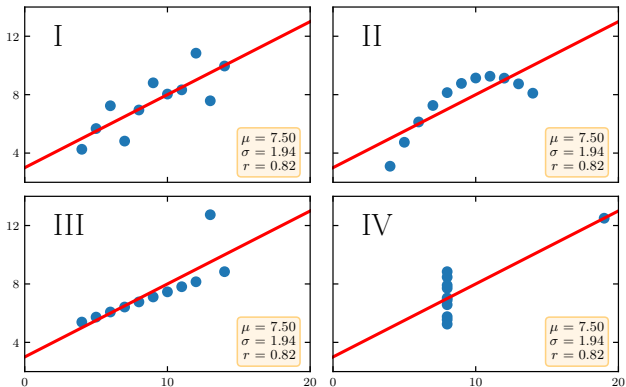 I
12
8
4
μ = 7.50
σ = 1.94
r = 0.82
II
μ = 7.50
σ = 1.94
r = 0.82
III
12
8
4
0
10
20
μ = 7.50
σ = 1.94
r = 0.82
IV
0
10
20
μ = 7.50
σ = 1.94
r = 0.82